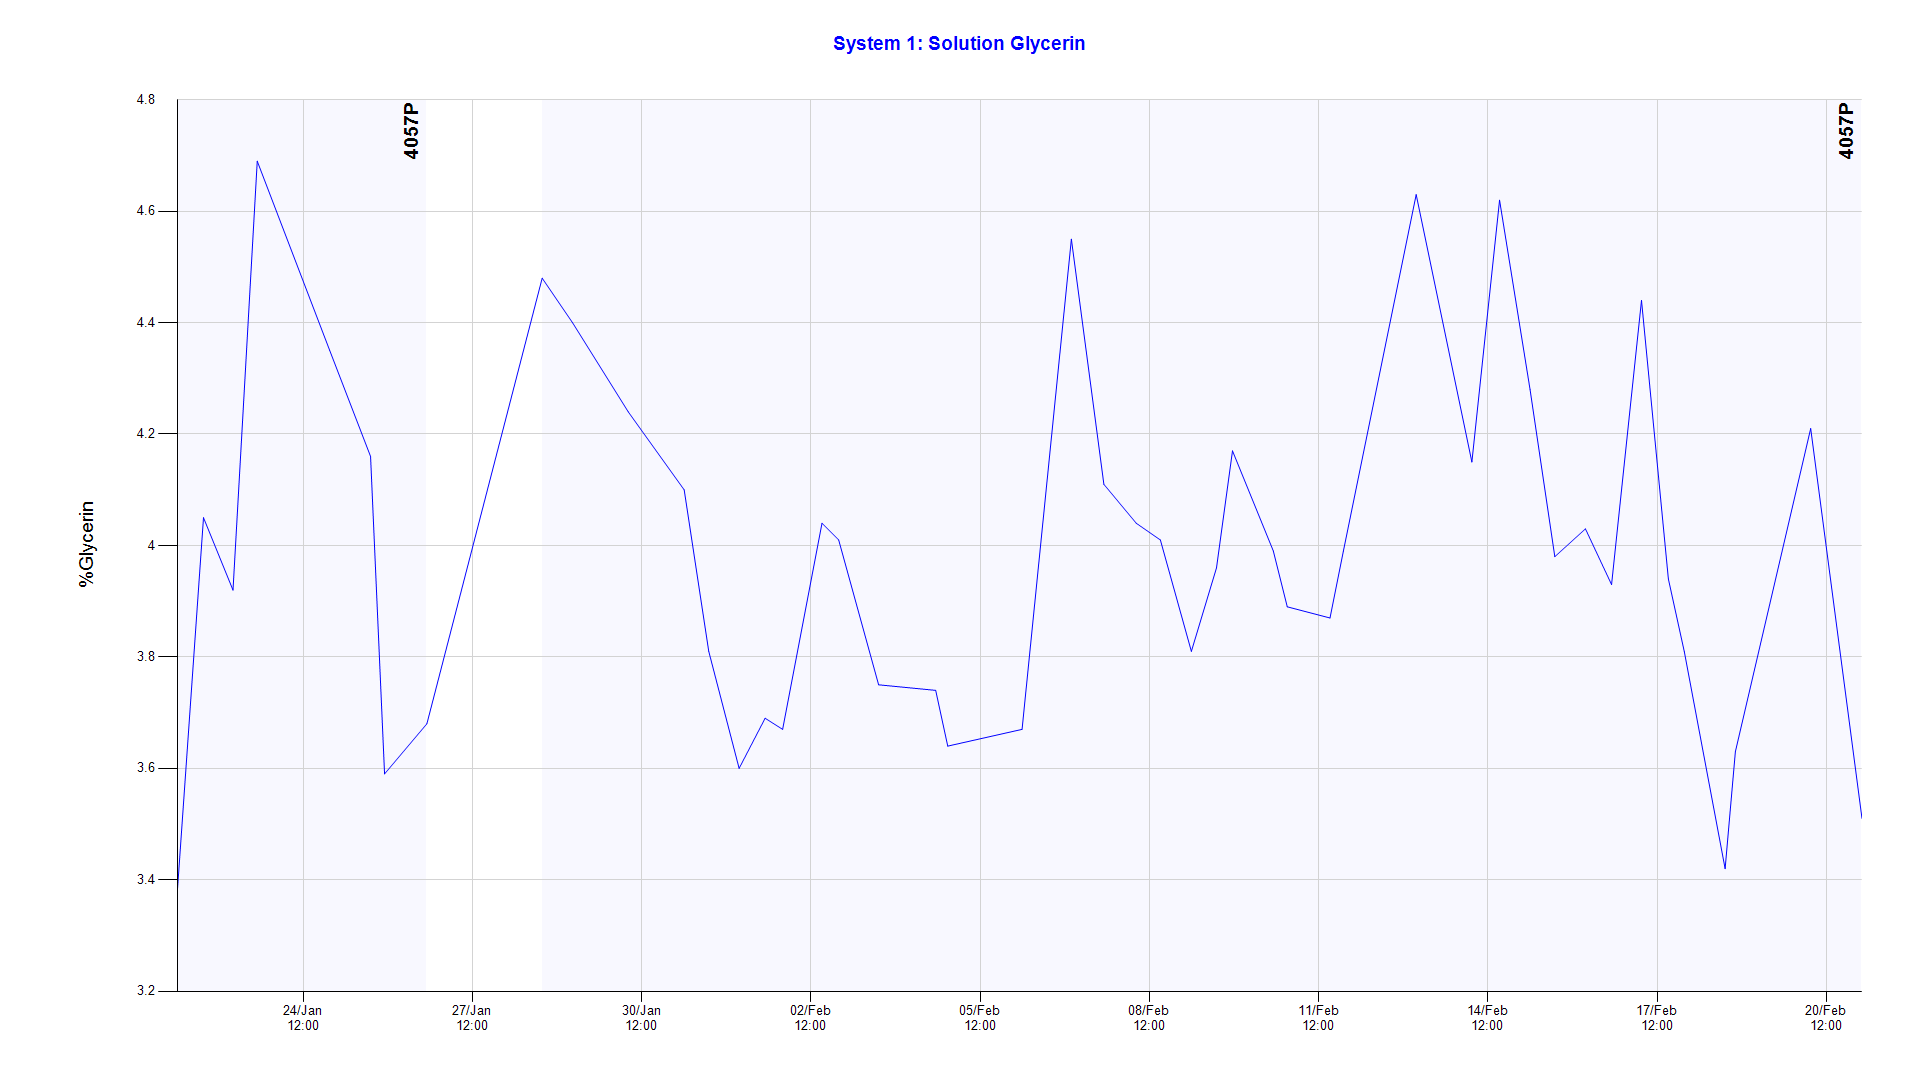 System 1: Solution Glycerin
4057P
4057P
%Glycerin
4.8
4.6
4.4
4.2
4
3.8
3.6
3.4
3.2
24/Jan
12:00
27/Jan
12:00
30/Jan
12:00
02/Feb
12:00
05/Feb
12:00
08/Feb
12:00
11/Feb
12:00
14/Feb
12:00
17/Feb
12:00
20/Feb
12:00